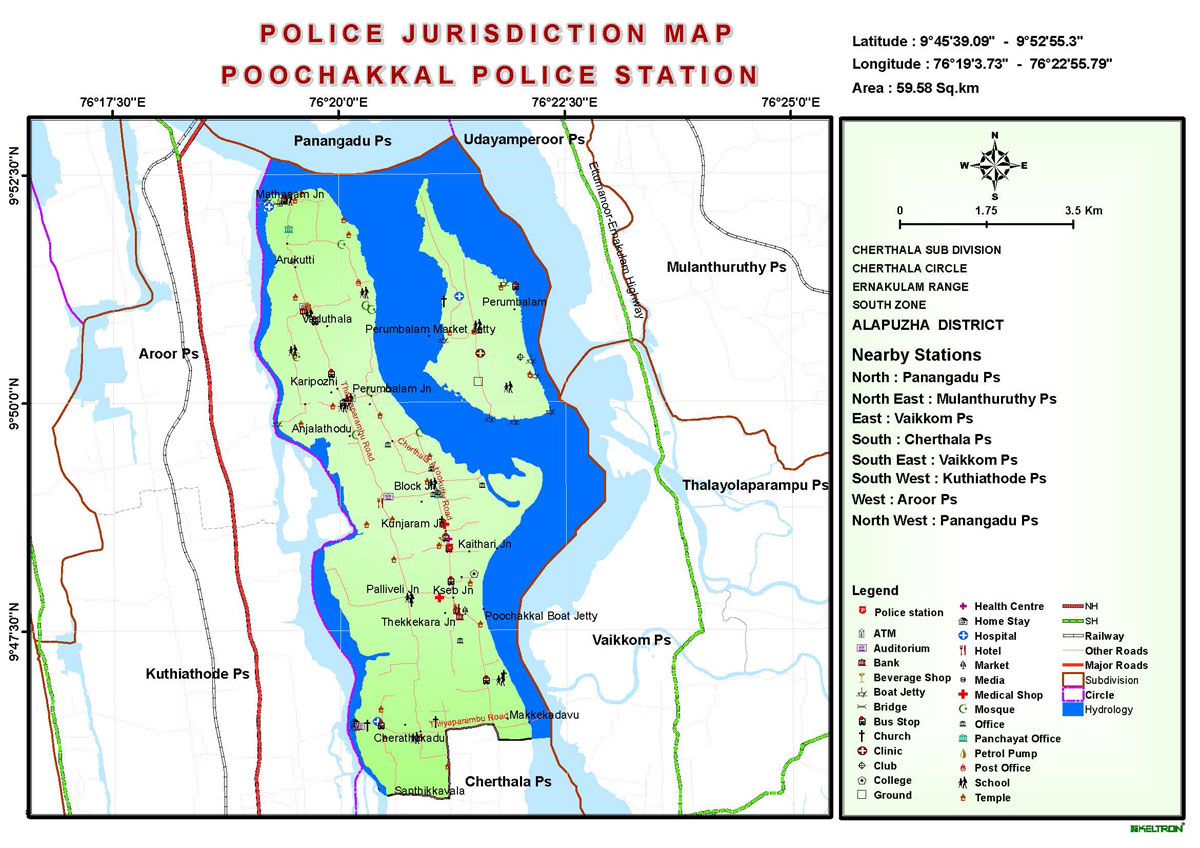 POLICE JURISDICTION MAP
POOCHAKKAL POLICE STATION
Latitude : 9°45'39.09" - 9°52'55.3"
Longitude : 76°19'3.73" - 76°22'55.79"
Area : 59.58 Sq.km
76°17'30"E
76°20'0"E
76°22'30"E
76°25'0"E
9°52'30"N
9°50'0"N
9°47'30"N
Panangadu Ps
Udayamperoor Ps
Ettumanoor-Ernakulam Highway
Mathanam Jn
Arukutti
Mulanthuruthy Ps
Perumbalam
Vaduthala
Perumbalam Market Jetty
Aroor Ps
Karipozhi
Perumbalam Jn
Thiyaparambu Road
Anjalathodu
Block Jn
Thalayolaparampu Ps
Kunjaram Jn
Kaithari Jn
Palliveli Jn
Kseb Jn
Poochakkal Boat Jetty
Thekkekara Jn
Vaikkom Ps
Kuthiathode Ps
Thiyaparambu Road
Makkekadavu
Cherathikadu
Cherthala Ps
Santhikkavala
N
W
E
S
0
1.75
3.5 Km
CHERTHALA SUB DIVISION
CHERTHALA CIRCLE
ERNAKULAM RANGE
SOUTH ZONE
ALAPUZHA DISTRICT
Nearby Stations
North : Panangadu Ps
North East : Mulanthuruthy Ps
East : Vaikkom Ps
South : Cherthala Ps
South East : Vaikkom Ps
South West : Kuthiathode Ps
West : Aroor Ps
North West : Panangadu Ps
Legend
Police station
ATM
Auditorium
Bank
Beverage Shop
Boat Jetty
Bridge
Bus Stop
Church
Clinic
Club
College
Ground
Health Centre
Home Stay
Hospital
Hotel
Market
Media
Medical Shop
Mosque
Office
Panchayat Office
Petrol Pump
Post Office
School
Temple
NH
SH
Railway
Other Roads
Major Roads
Subdivision
Circle
Hydrology
KELTRON